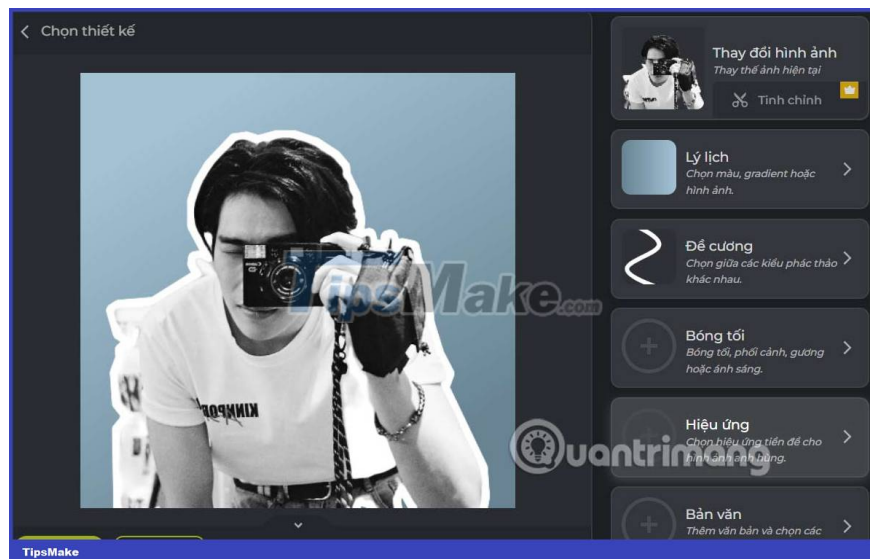 Chọn thiết kế
Thay đổi hình ảnh
Thay thế ảnh hiện tại
Tinh chỉnh
Lý lịch
Chọn màu, gradient hoặc
hình ảnh.
Đề cương
Chọn giữa các kiểu phác thảo
khác nhau.
Bóng tối
Bóng tối, phối cảnh, gương
hoặc ánh sáng.
Hiệu ứng
Chọn hiệu ứng tiền đề cho
hình ảnh anh hùng.
Bản văn
Thêm văn bản và chọn các
TipsMake.com
Quantrimang
TipsMake